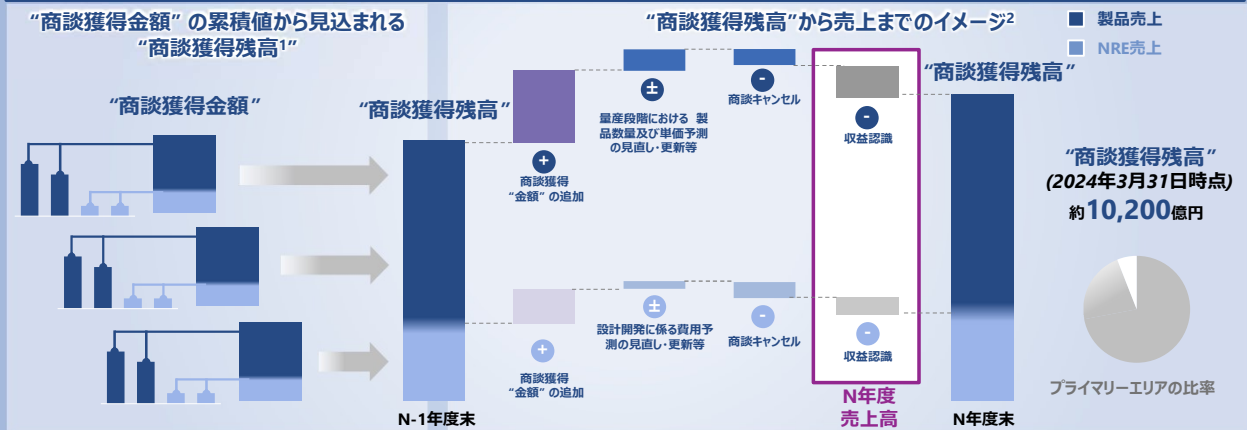 “商談獲得金額” の累積値から見込まれる
“商談獲得残高¹”
“商談獲得残高”から売上までのイメージ²
製品売上
NRE売上
“商談獲得金額”
“商談獲得残高”
+
商談獲得
“金額” の追加
±
量産段階における 製
品数量及び単価予測
の見直し・更新等
-
商談キャンセル
-
収益認識
“商談獲得残高”
+
商談獲得
“金額” の追加
±
設計開発に係る費用予
測の見直し・更新等
-
商談キャンセル
-
収益認識
N-1年度末
N年度
売上高
N年度末
“商談獲得残高”
(2024年3月31日時点)
約10,200億円
プライマリーエリアの比率